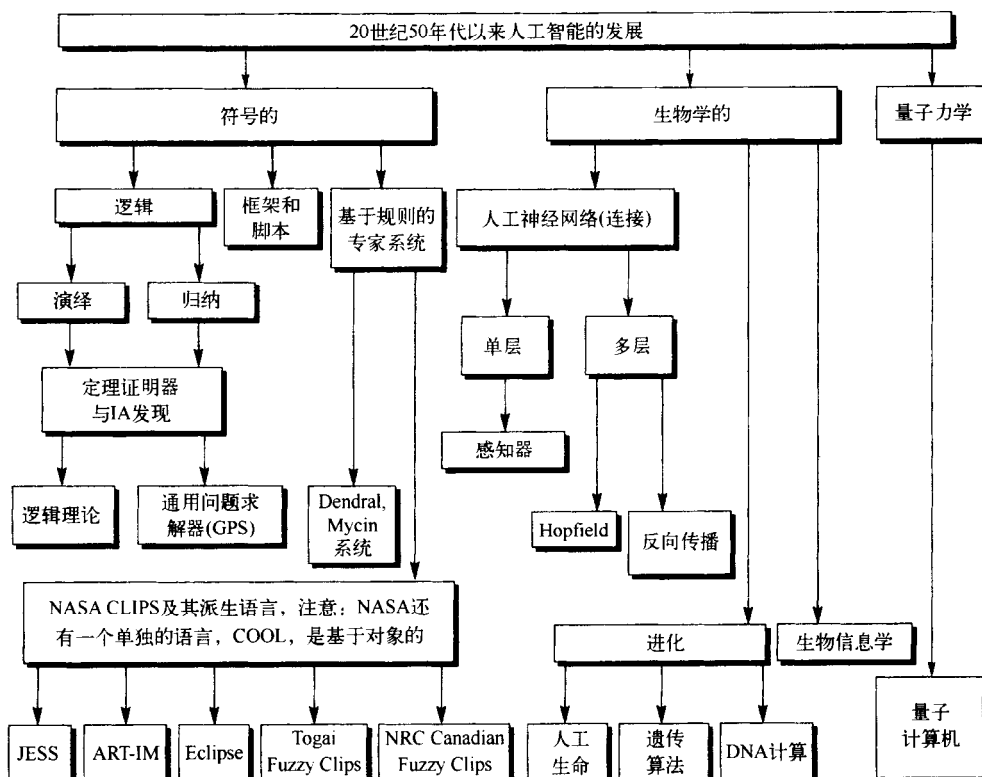 20世纪50年代以来人工智能的发展
符号的
生物学的
量子力学
逻辑
框架和
脚本
基于规则的
专家系统
人工神经网络(连接)
演绎
归纳
单层
多层
定理证明器
与IA发现
感知器
逻辑理论
通用问题求
解器(GPS)
Dendral,
Mycin
系统
Hopfield
反向传播
NASA CLIPS及其派生语言，注意：NASA还
有一个单独的语言，COOL，是基于对象的
进化
生物信息学
JESS
ART-IM
Eclipse
Togai
Fuzzy Clips
NRC Canadian
Fuzzy Clips
人工
生命
遗传
算法
DNA计算
量子
计算机